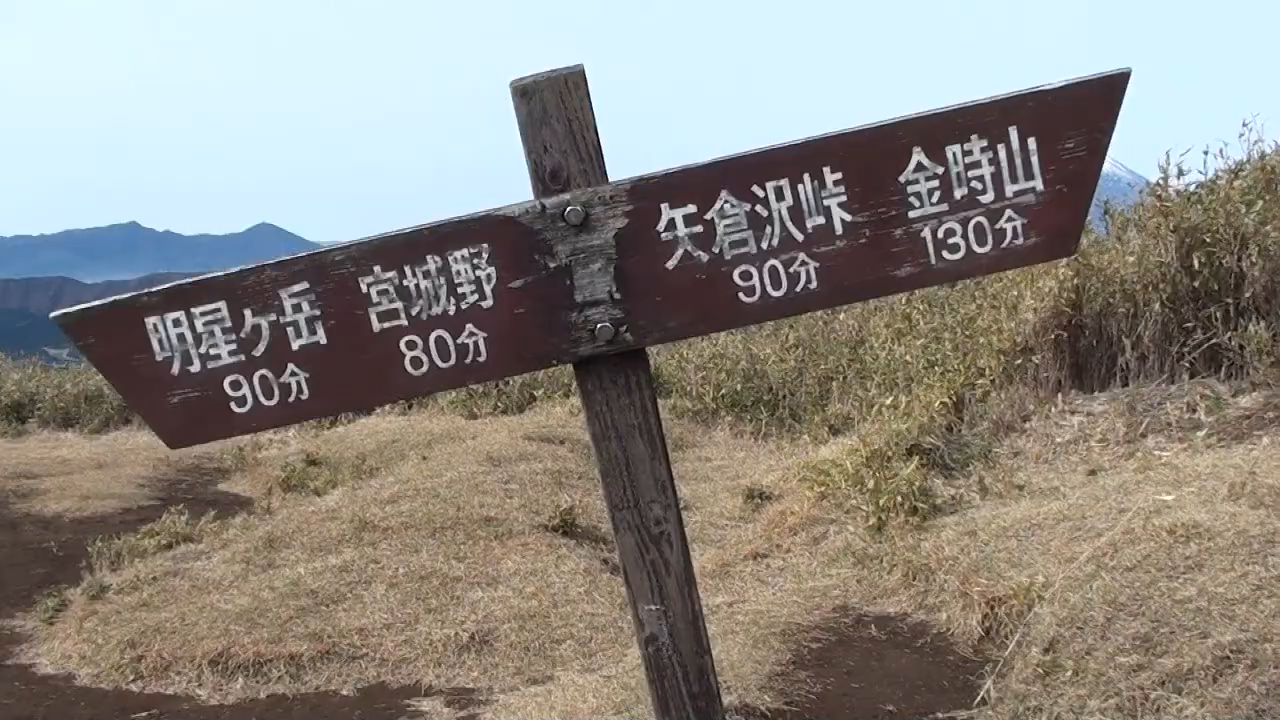 明星ヶ岳
90分
宮城野
80分
矢倉沢峠
90分
金時山
130分